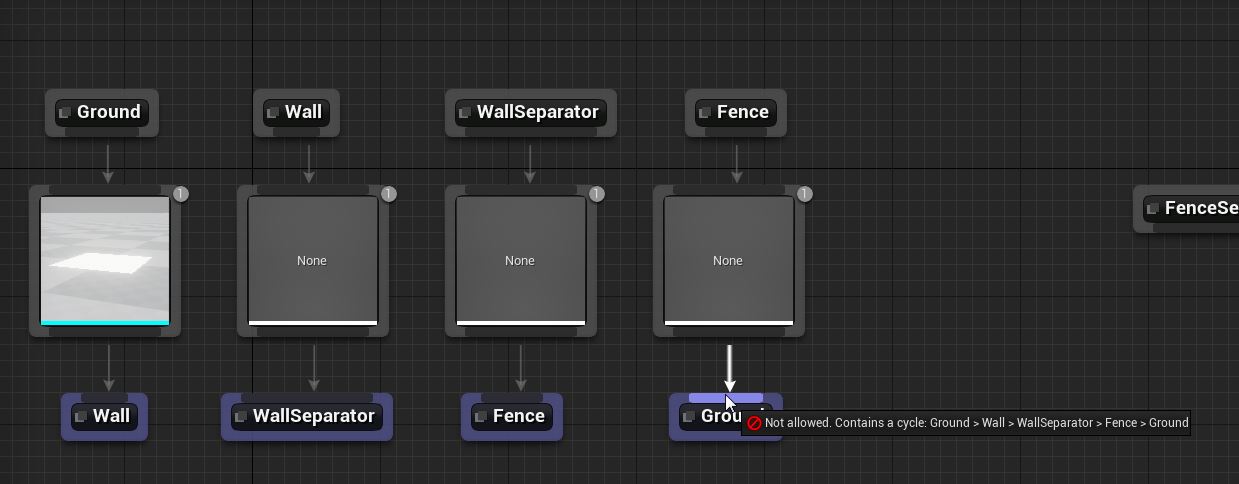 Ground
Wall
WallSeparator
Fence
1
1
1
1
FenceSe
None
None
None
Wall
WallSeparator
Fence
Grou
Not allowed. Contains a cycle: Ground > Wall > WallSeparator > Fence > Ground